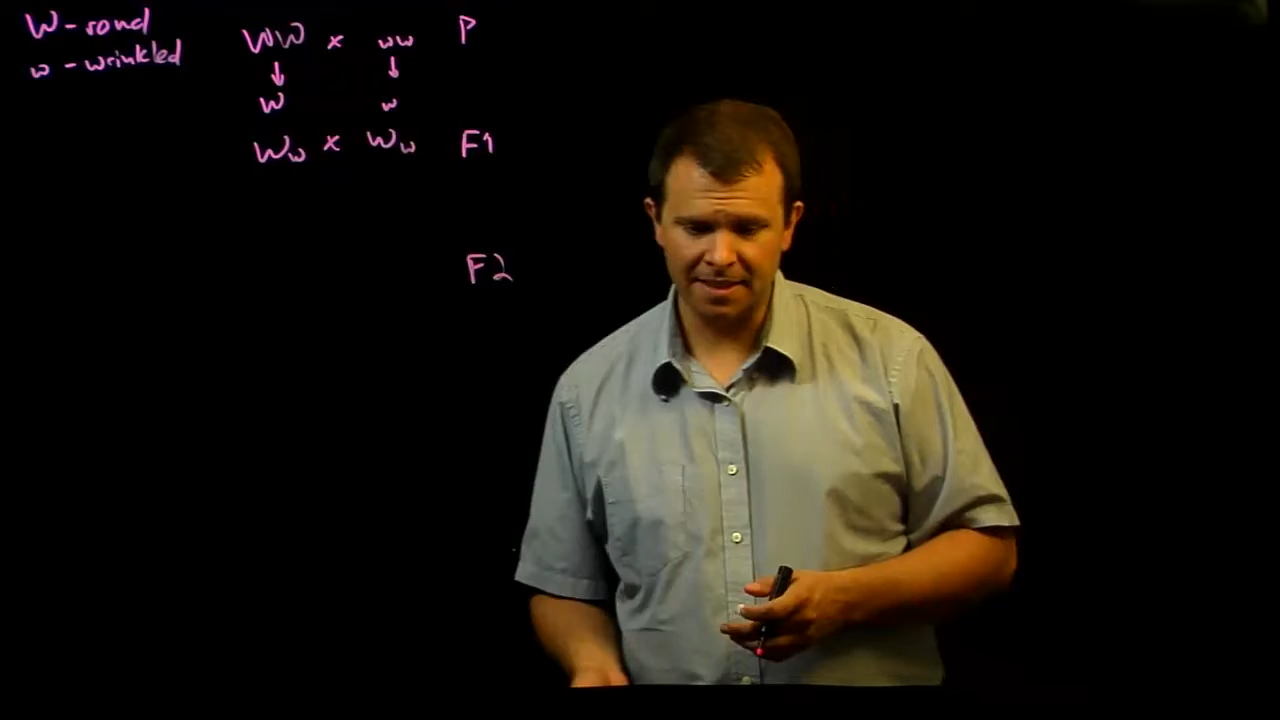 W - round
w - wrinkled
WW x ww P
↓ ↓
W w
Ww x Ww F1
F2